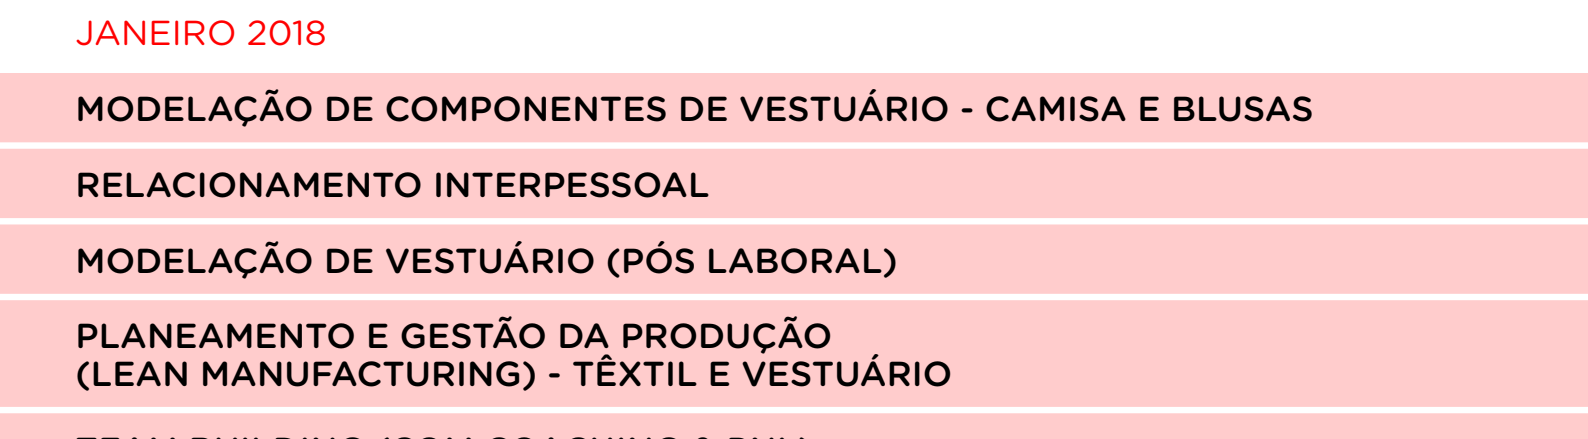 JANEIRO 2018
MODELAÇÃO DE COMPONENTES DE VESTUÁRIO - CAMISA E BLUSAS
RELACIONAMENTO INTERPESSOAL
MODELAÇÃO DE VESTUÁRIO (PÓS LABORAL)
PLANEAMENTO E GESTÃO DA PRODUÇÃO
(LEAN MANUFACTURING) - TÊXTIL E VESTUÁRIO